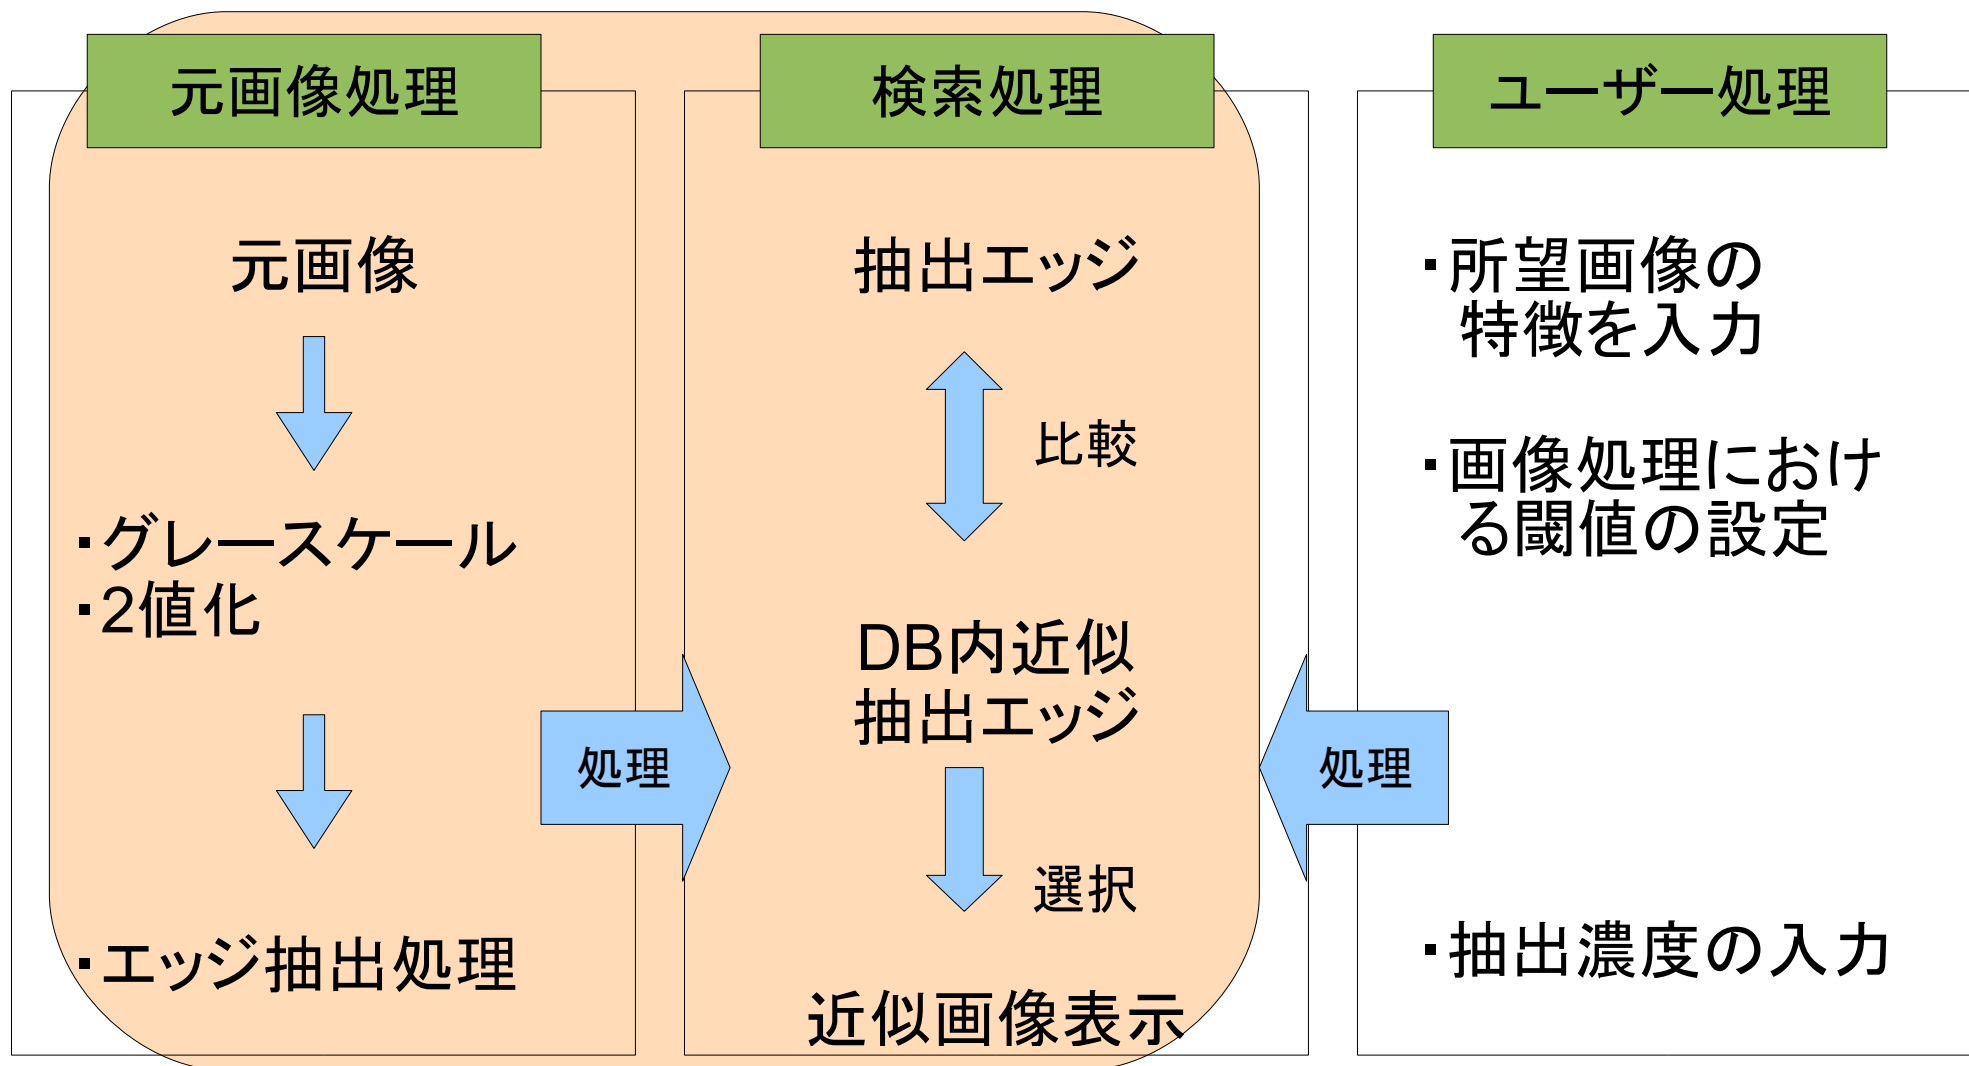 元画像処理
元画像
・グレースケール
・2値化
・エッジ抽出処理
処理
検索処理
抽出エッジ
比較
DB内近似
抽出エッジ
選択
近似画像表示
処理
ユーザー処理
・所望画像の
特徴を入力
・画像処理におけ
る閾値の設定
・抽出濃度の入力